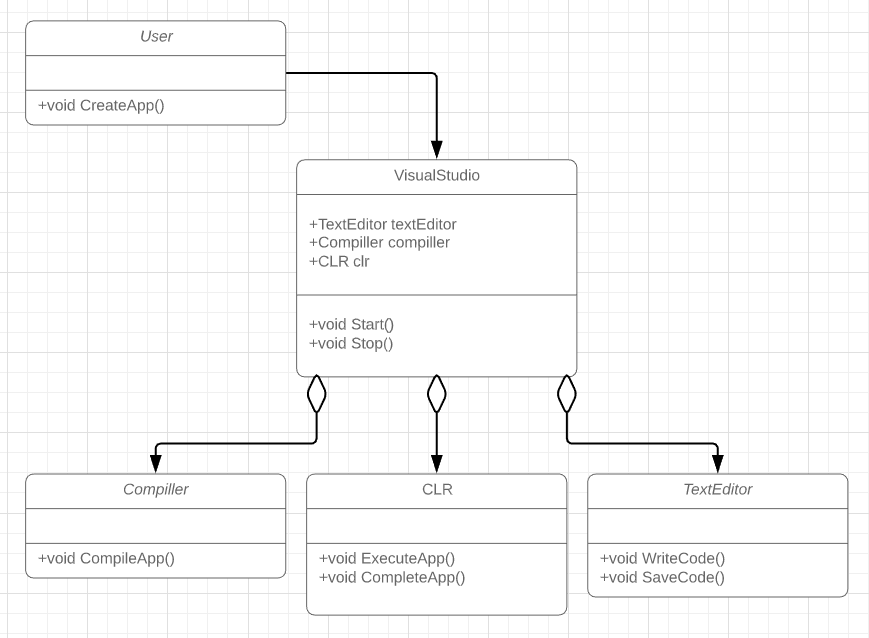 User
+void CreateApp()
VisualStudio
+TextEditor textEditor
+Compiller compiller
+CLR clr
+void Start()
+void Stop()
Compiller
+void CompileApp()
CLR
+void ExecuteApp()
+void CompleteApp()
TextEditor
+void WriteCode()
+void SaveCode()